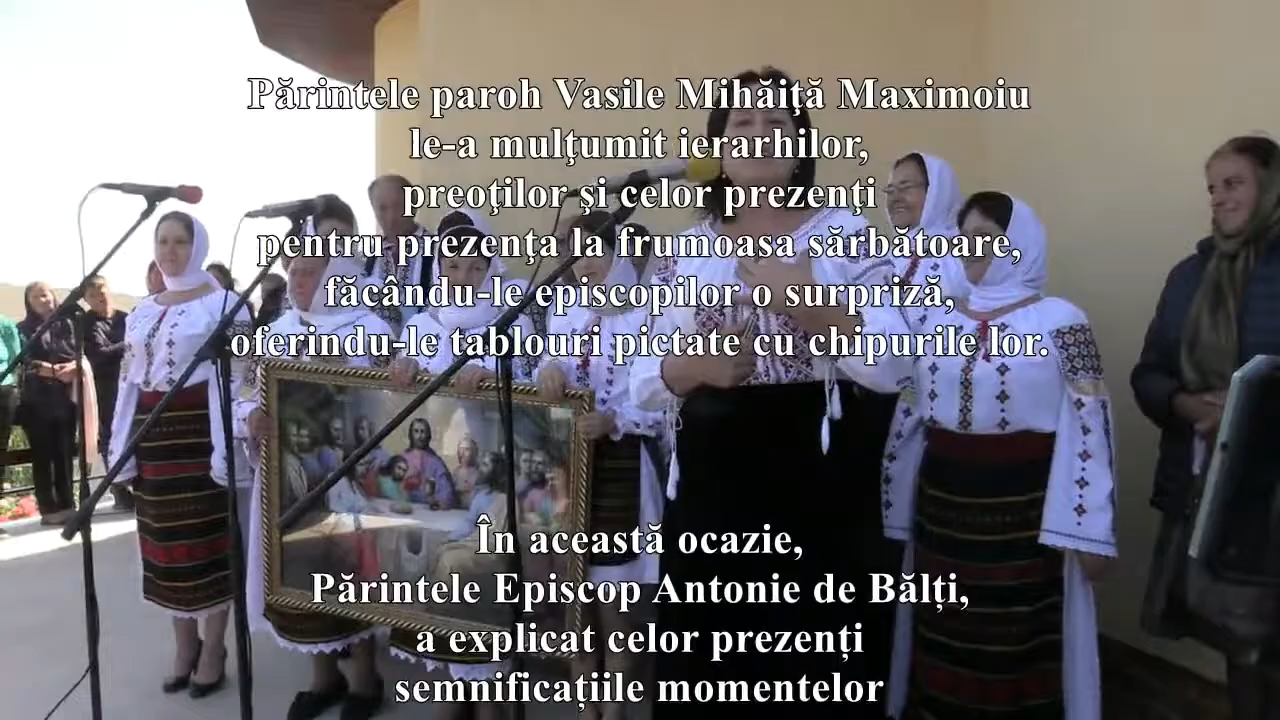 Părintele paroh Vasile Mihăiţă Maximoiu
le-a mulţumit ierarhilor,
preoţilor şi celor prezenţi
pentru prezenţa la frumoasa sărbătoare,
făcându-le episcopilor o surpriză,
oferindu-le tablouri pictate cu chipurile lor.
În această ocazie,
Părintele Episcop Antonie de Bălți,
a explicat celor prezenți
semnificațiile momentelor